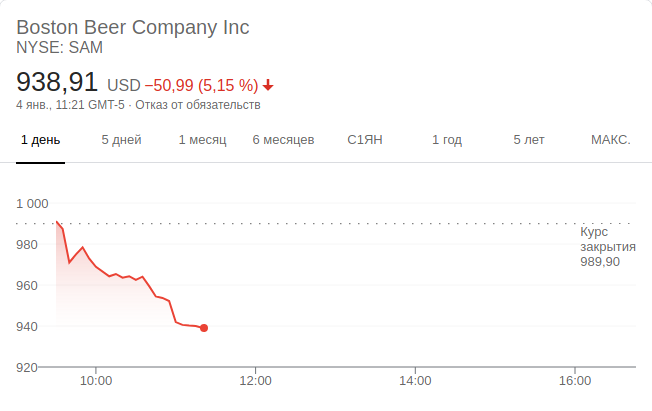 Boston Beer Company Inc
NYSE: SAM
938,91 USD −50,99 (5,15 %)
4 янв., 11:21 GMT-5 · Отказ от обязательств
1 день 5 дней 1 месяц 6 месяцев С1ЯН 1 год 5 лет МАКС.
1 000
980
960
940
920
Курс
закрытия
989,90
10:00 12:00 14:00 16:00